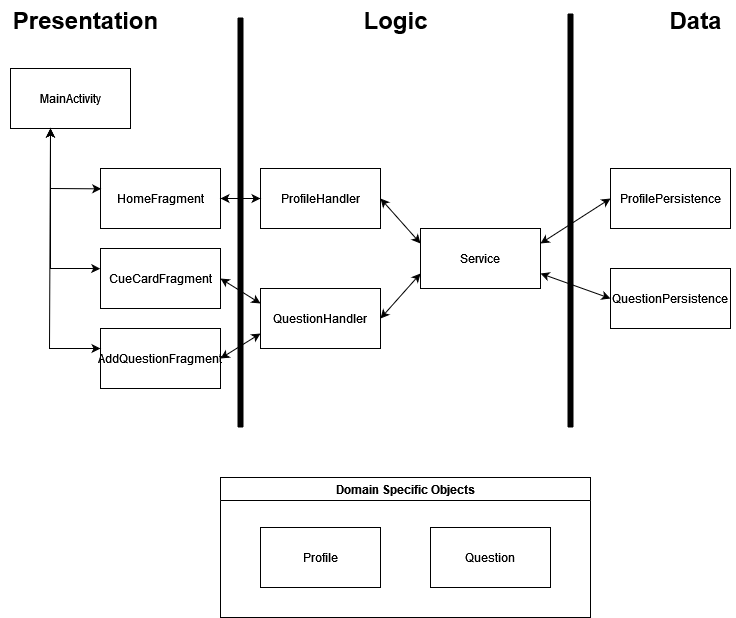 Presentation
Logic
Data
MainActivity
HomeFragment
ProfileHandler
ProfilePersistence
Service
CueCardFragment
QuestionHandler
QuestionPersistence
AddQuestionFragment
Domain Specific Objects
Profile
Question